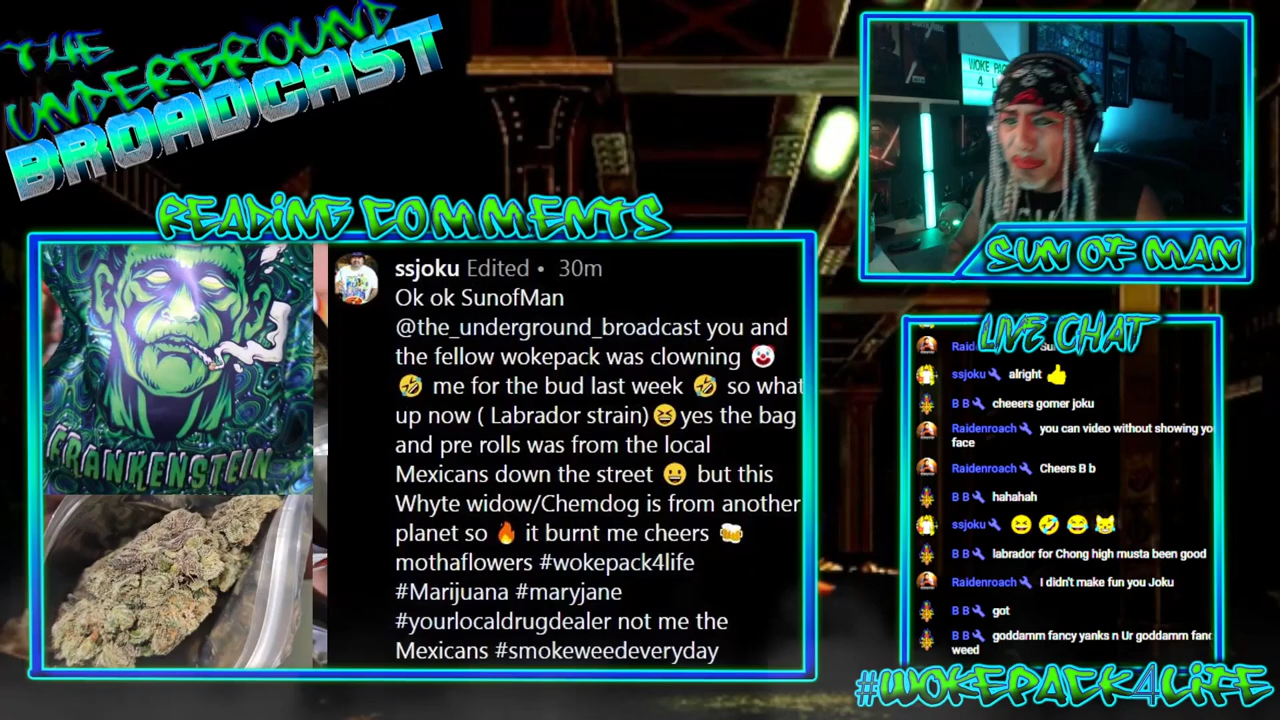 THE
UNDERGROUND
BROADCAST
READING COMMENTS
FRANKENSTEIN
ssjoku Edited • 30m
Ok ok SunofMan
@the_underground_broadcast you and
the fellow wokepack was clowning 🤡
🤣 me for the bud last week 🤣 so what
up now ( Labrador strain)😆yes the bag
and pre rolls was from the local
Mexicans down the street 😀 but this
Whyte widow/Chemdog is from another
planet so 🔥 it burnt me cheers 🍻
mothaflowers #wokepack4life
#Marijuana #maryjane
#yourlocaldrugdealer not me the
Mexicans #smokeweedeveryday
WOKE PAC
4 L
SUN OF MAN
LIVE CHAT
Raiden
ssjoku alright 👍
B B cheeers gomer joku
Raidenroach you can video without showing yo
face
Raidenroach Cheers B b
B B hahahah
ssjoku 😆 🤣 😂 😹
B B labrador for Chong high musta been good
Raidenroach I didn't make fun you Joku
B B got
B B goddamm fancy yanks n Ur goddamm fanc
weed
#WOKEPACK4LIFE